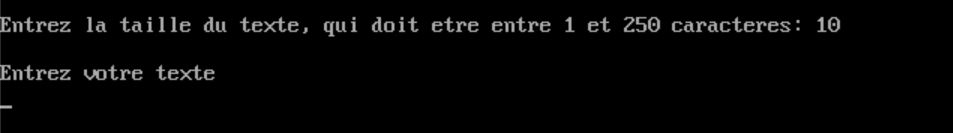 Entrez la taille du texte, qui doit etre entre 1 et 250 caracteres: 10
Entrez votre texte